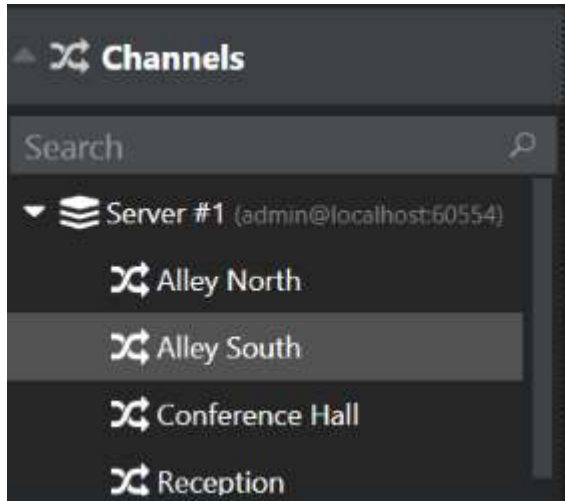 Channels
Search
Server #1 (admin@localhost:60554)
Alley North
Alley South
Conference Hall
Reception